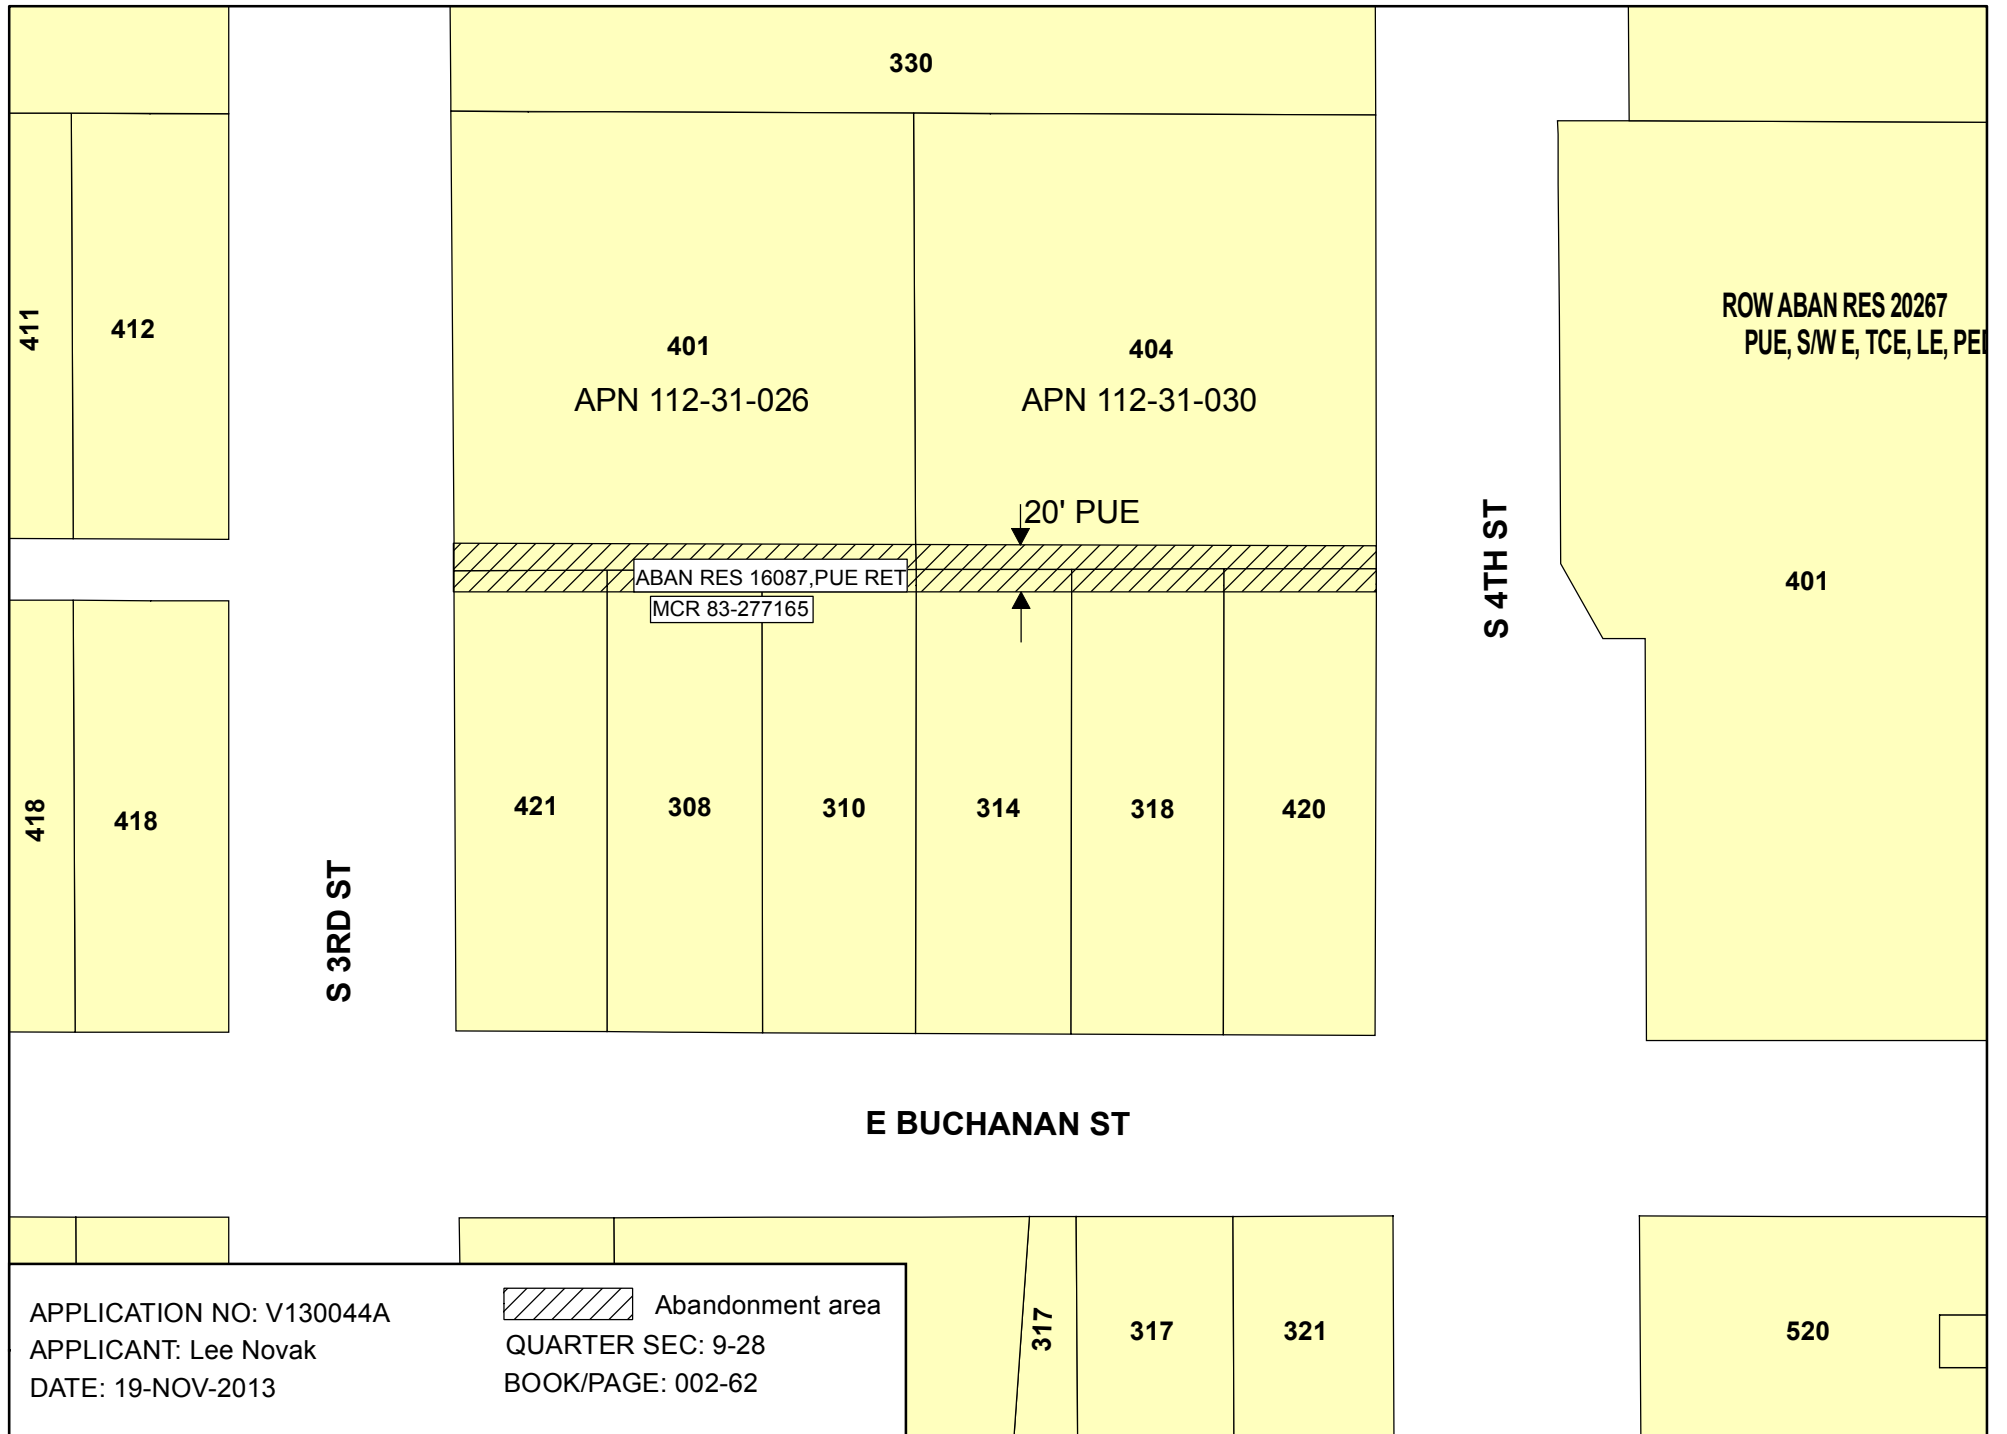 330
411
412
401
APN 112-31-026
404
APN 112-31-030
ROW ABAN RES 20267
PUE, S/W E, TCE, LE,
20' PUE
ABAN RES 16087,PUE RET
MCR 83-277165
S 4TH ST
401
418
418
421
308
310
314
318
420
S 3RD ST
E BUCHANAN ST
APPLICATION NO: V130044A
APPLICANT: Lee Novak
DATE: 19-NOV-2013
Abandonment area
QUARTER SEC: 9-28
BOOK/PAGE: 002-62
317
317
321
520